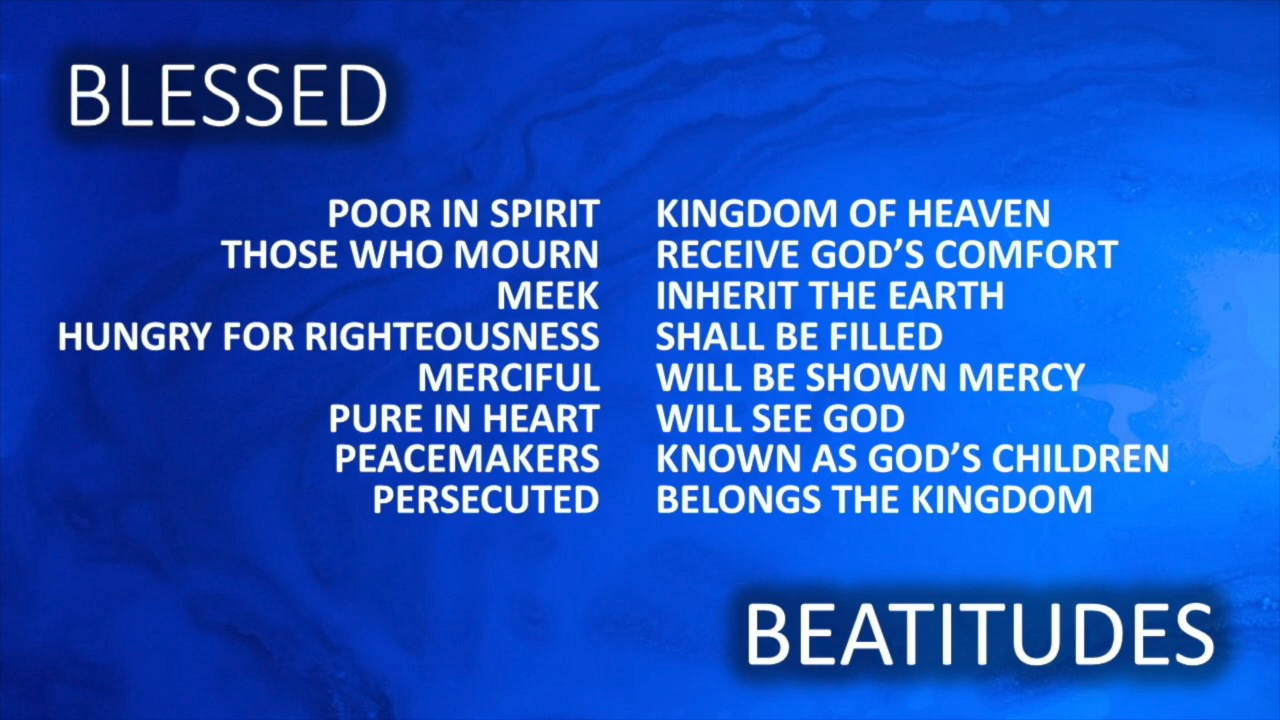 BLESSED
POOR IN SPIRIT KINGDOM OF HEAVEN
THOSE WHO MOURN RECEIVE GOD’S COMFORT
MEEK INHERIT THE EARTH
HUNGRY FOR RIGHTEOUSNESS SHALL BE FILLED
MERCIFUL WILL BE SHOWN MERCY
PURE IN HEART WILL SEE GOD
PEACEMAKERS KNOWN AS GOD’S CHILDREN
PERSECUTED BELONGS THE KINGDOM
BEATITUDES